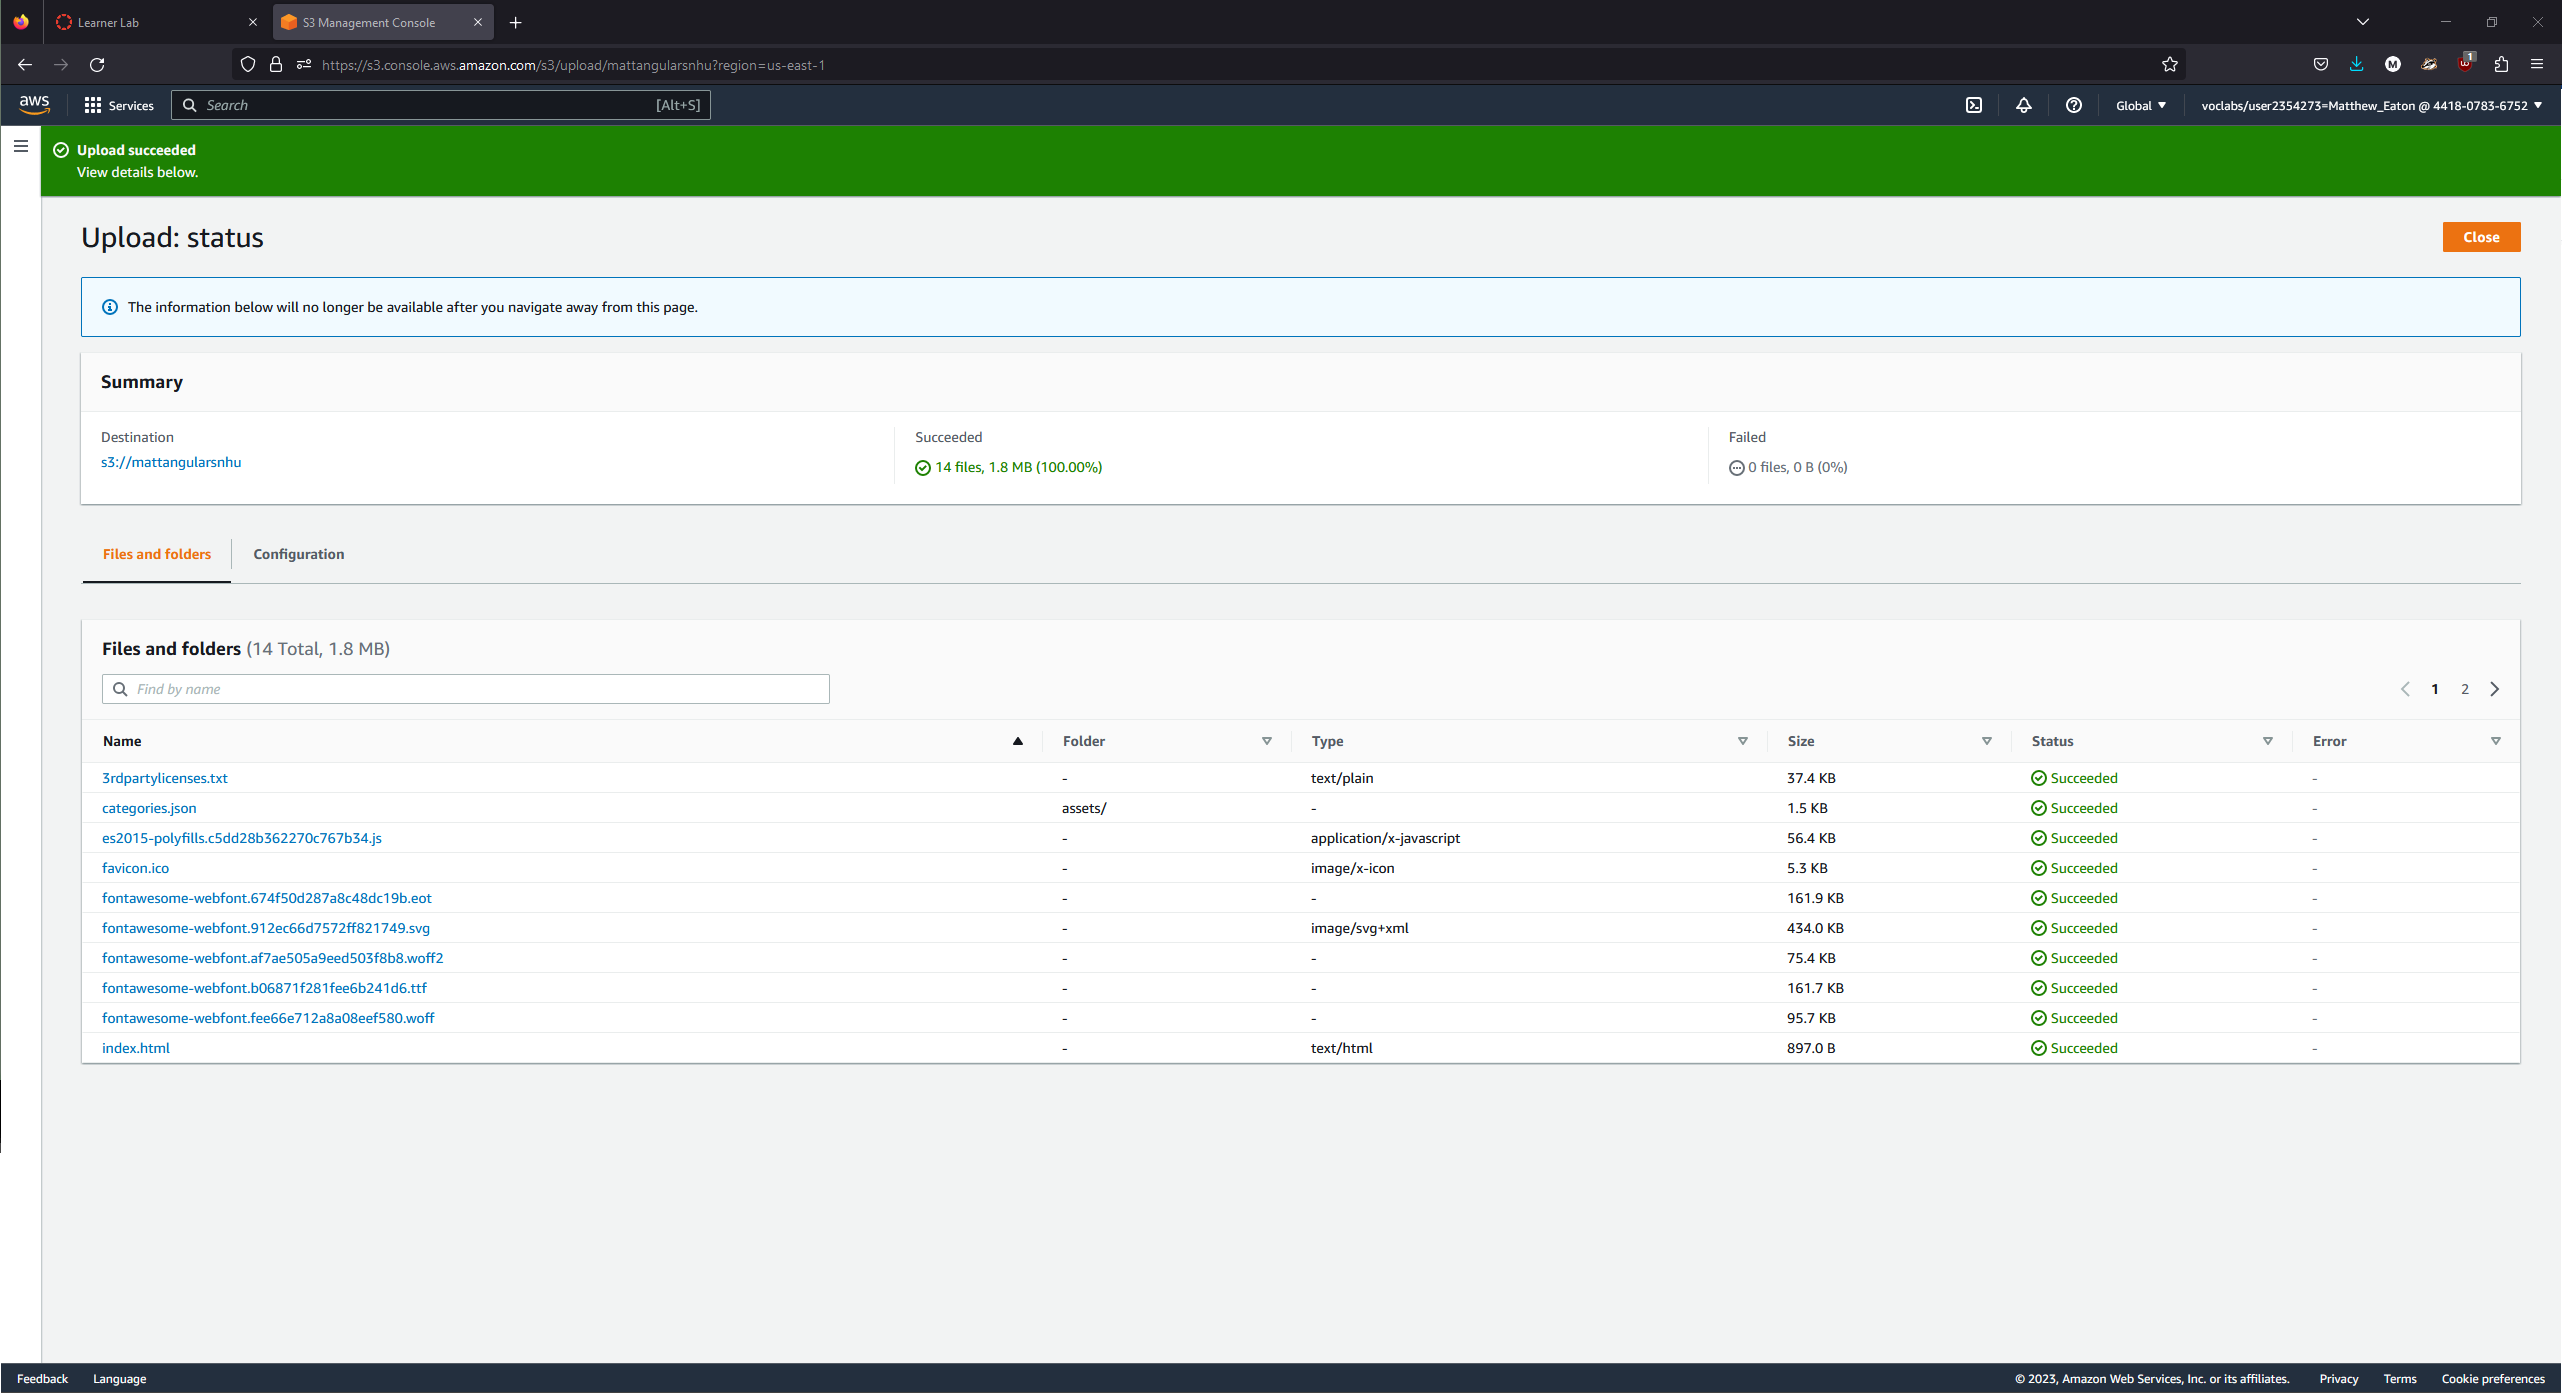 Learner Lab
S3 Management Console
https://s3.console.aws.amazon.com/s3/upload/mattangularsnhu?region=us-east-1
M
1
aws
Services
Search
[Alt+S]
Global
voclabs/user2354273=Matthew_Eaton @ 4418-0783-6752
Upload succeeded
View details below.
Upload: status
Close
The information below will no longer be available after you navigate away from this page.
Summary
Destination
s3://mattangularsnhu
Succeeded
14 files, 1.8 MB (100.00%)
Failed
0 files, 0 B (0%)
Files and folders
Configuration
Files and folders (14 Total, 1.8 MB)
Find by name
1 2
Name Folder Type Size Status Error
3rdpartylicenses.txt - text/plain 37.4 KB Succeeded -
categories.json assets/ - 1.5 KB Succeeded -
es2015-polyfills.c5dd28b362270c767b34.js - application/x-javascript 56.4 KB Succeeded -
favicon.ico - image/x-icon 5.3 KB Succeeded -
fontawesome-webfont.674f50d287a8c48dc19b.eot - - 161.9 KB Succeeded -
fontawesome-webfont.912ec66d7572ff821749.svg - image/svg+xml 434.0 KB Succeeded -
fontawesome-webfont.af7ae505a9eed503f8b8.woff2 - - 75.4 KB Succeeded -
fontawesome-webfont.b06871f281fee6b241d6.ttf - - 161.7 KB Succeeded -
fontawesome-webfont.fee66e712a8a08eef580.woff - - 95.7 KB Succeeded -
index.html - text/html 897.0 B Succeeded -
Feedback Language
© 2023, Amazon Web Services, Inc. or its affiliates. Privacy Terms Cookie preferences